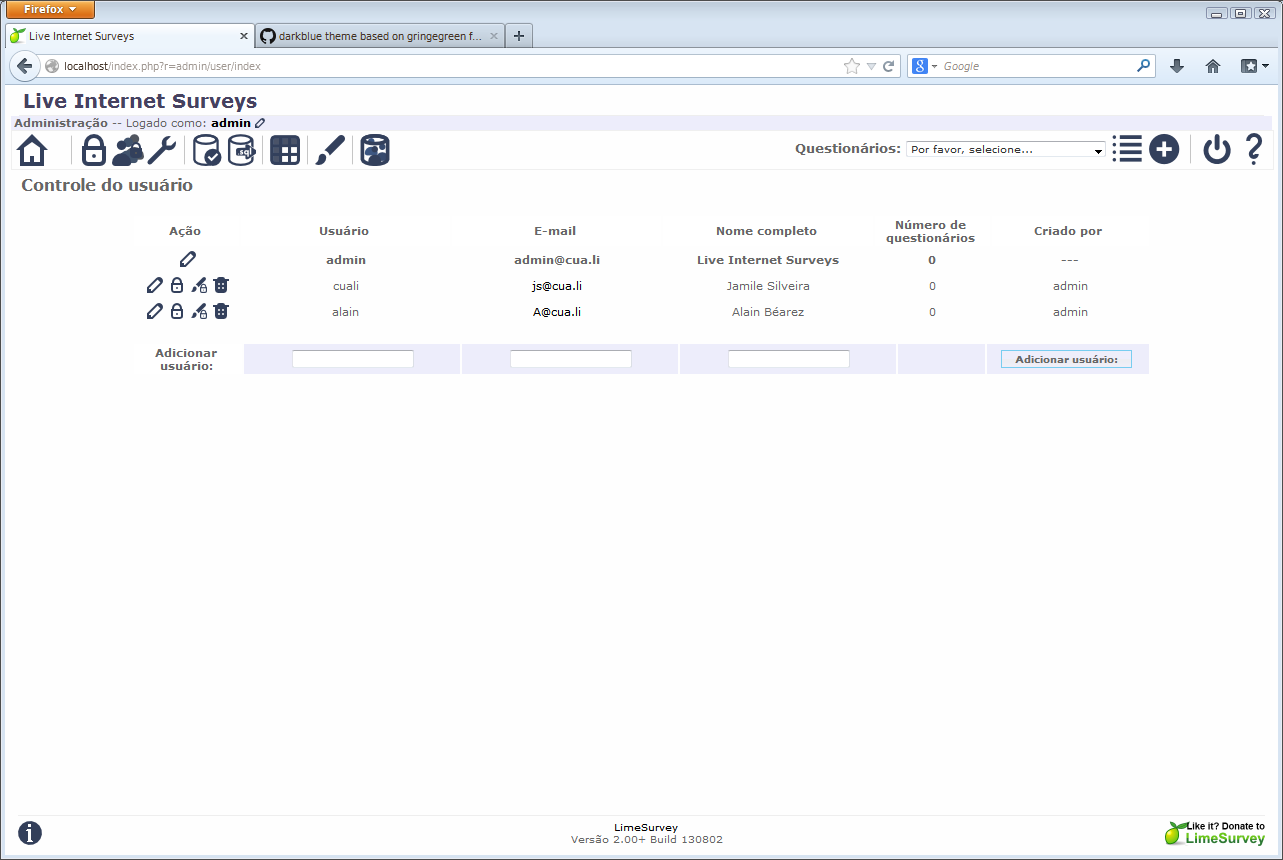 Firefox
Live Internet Surveys
darkblue theme based on gringegreen f...
localhost/index.php?r=admin/user/index
Google
Live Internet Surveys
Administração -- Logado como: admin
sql
Questionários: Por favor, selecione...
Controle do usuário
Ação Usuário E-mail Nome completo Número de questionários Criado por
admin admin@cua.li Live Internet Surveys 0 ---
cuali js@cua.li Jamile Silveira 0 admin
alain A@cua.li Alain Béarez 0 admin
Adicionar usuário: Adicionar usuário:
LimeSurvey
Versão 2.00+ Build 130802
Like it? Donate to
LimeSurvey